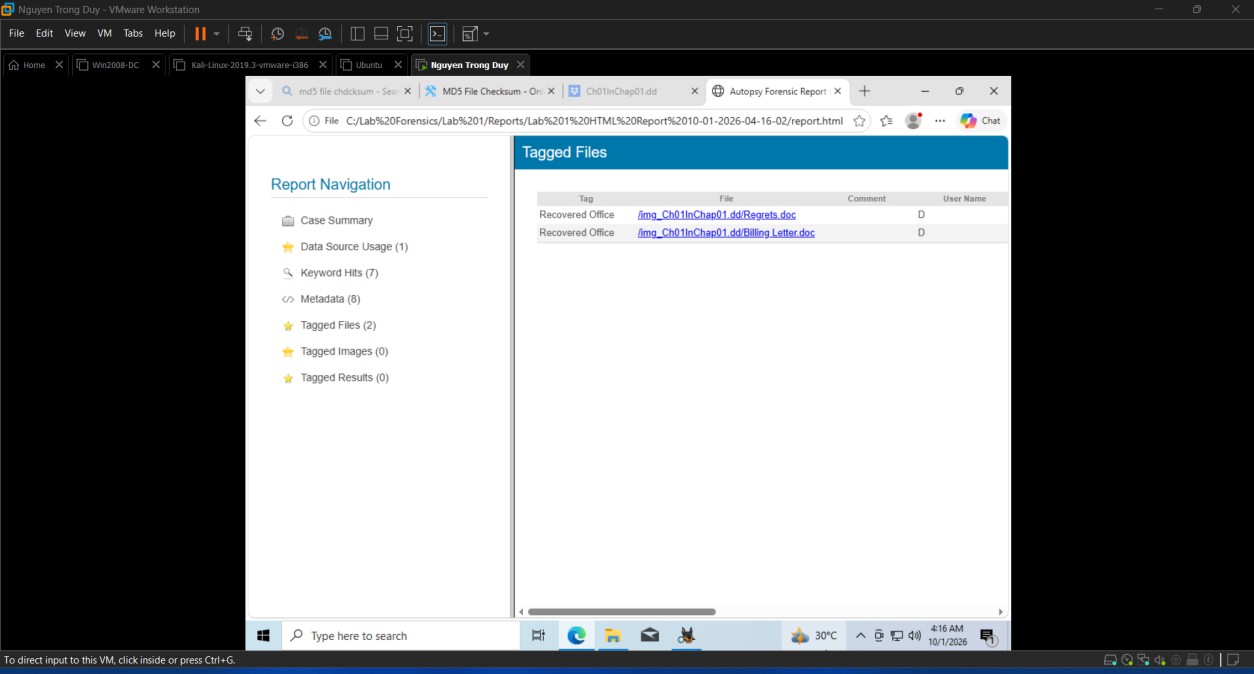 Nguyen Trong Duy - VMware Workstation
File Edit View VM Tabs Help
Home Win2008-DC Kali-Linux-2019.3-vmware-i386 Ubuntu Nguyen Trong Duy
md5 file chdcksum - Sear MD5 File Checksum - Onl Ch01InChap01.dd Autopsy Forensic Report
File C:/Lab%20Forensics/Lab%201/Reports/Lab%201%20HTML%20Report%2010-01-2026-04-16-02/report.html Chat
Tagged Files
Report Navigation
Case Summary
Data Source Usage (1)
Keyword Hits (7)
Metadata (8)
Tagged Files (2)
Tagged Images (0)
Tagged Results (0)
Tag File Comment User Name
Recovered Office /img_Ch01InChap01.dd/Regrets.doc D
Recovered Office /img_Ch01InChap01.dd/Billing Letter.doc D
Type here to search 30°C 4:16 AM
10/1/2026
1
To direct input to this VM, click inside or press Ctrl+G.